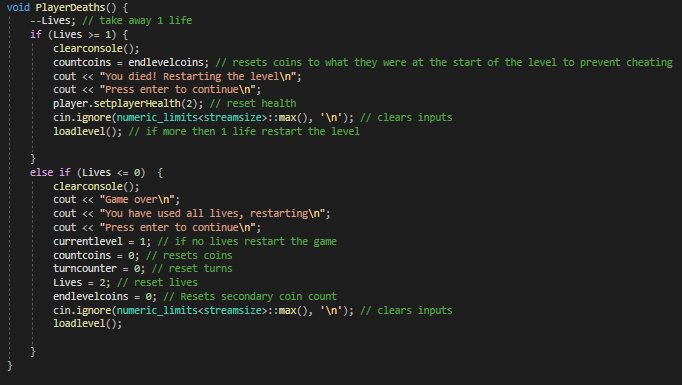 void PlayerDeaths() {
--Lives; // take away 1 life
if (Lives >= 1) {
clearconsole();
countcoins = endlevelcoins; // resets coins to what they were at the start of the level to prevent cheating
cout << "You died! Restarting the level\n";
cout << "Press enter to continue\n";
player.setplayerHealth(2); // reset health
cin.ignore(numeric_limits<streamsize>::max(), '\n'); // clears inputs
loadlevel(); // if more then 1 life restart the level
}
else if (Lives <= 0)  {
clearconsole();
cout << "Game over\n";
cout << "You have used all lives, restarting\n";
cout << "Press enter to continue\n";
currentlevel = 1; // if no lives restart the game
countcoins = 0; // resets coins
turncounter = 0; // reset turns
Lives = 2; // reset lives
endlevelcoins = 0; // Resets secondary coin count
cin.ignore(numeric_limits<streamsize>::max(), '\n'); // clears inputs
loadlevel();
}
}